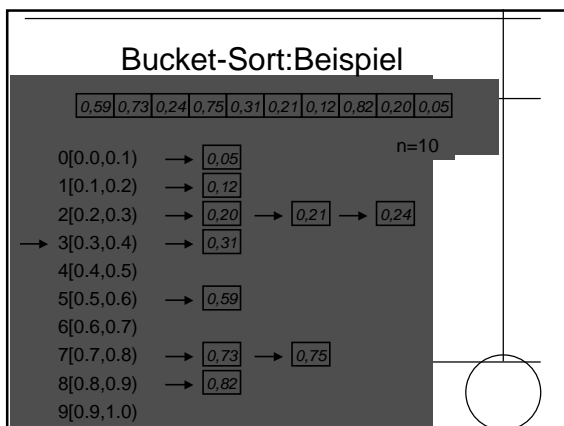 Bucket-Sort:Beispiel
0,59 0,73 0,24 0,75 0,31 0,21 0,12 0,82 0,20 0,05
n=10
0[0.0,0.1) → 0,05
1[0.1,0.2) → 0,12
2[0.2,0.3) → 0,20 → 0,21 → 0,24
→ 3[0.3,0.4) → 0,31
4[0.4,0.5)
5[0.5,0.6) → 0,59
6[0.6,0.7)
7[0.7,0.8) → 0,73 → 0,75
8[0.8,0.9) → 0,82
9[0.9,1.0)